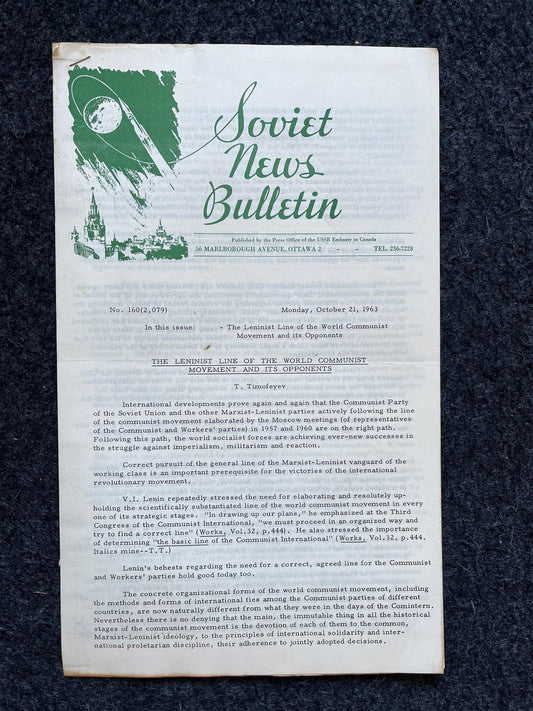 Soviet
News
Bulletin
Published by the Press Office of the USSR Embassy in Canada
56 MARLBOROUGH AVENUE, OTTAWA 2 - - TEL. 236-7228
No. 160(2,079) Monday, October 21, 1963
In this issue: - The Leninist Line of the World Communist
Movement and its Opponents
THE LENINIST LINE OF THE WORLD COMMUNIST
MOVEMENT AND ITS OPPONENTS
T. Timofeyev
International developments prove again and again that the Communist Party
of the Soviet Union and the other Marxist-Leninist parties actively following the line
of the communist movement elaborated by the Moscow meetings (of representatives
of the Communist and Workers' parties) in 1957 and 1960 are on the right path.
Following this path, the world socialist forces are achieving ever-new successes in
the struggle against imperialism, militarism and reaction.
Correct pursuit of the general line of the Marxist-Leninist vanguard of the
working class is an important prerequisite for the victories of the international
revolutionary movement.
V.I. Lenin repeatedly stressed the need for elaborating and resolutely up-
holding the scientifically substantiated line of the world communist movement in every
one of its strategic stages. "In drawing up our plans," he emphasized at the Third
Congress of the Communist International, "we must proceed in an organized way and
try to find a correct line" (Works, Vol.32, p.444). He also stressed the importance
of determining "the basic line of the Communist International" (Works, Vol.32, p.444.
Italics mine--T.T.)
Lenin's behests regarding the need for a correct, agreed line for the Communist
and Workers' parties hold good today too.
The concrete organizational forms of the world communist movement, including
the methods and forms of international ties among the Communist parties of different
countries, are now naturally different from what they were in the days of the Comintern.
Nevertheless there is no denying that the main, the immutable thing in all the historical
stages of the communist movement is the devotion of each of them to the common,
Marxist-Leninist ideology, to the principles of international solidarity and inter-
national proletarian discipline, their adherence to jointly adopted decisions.